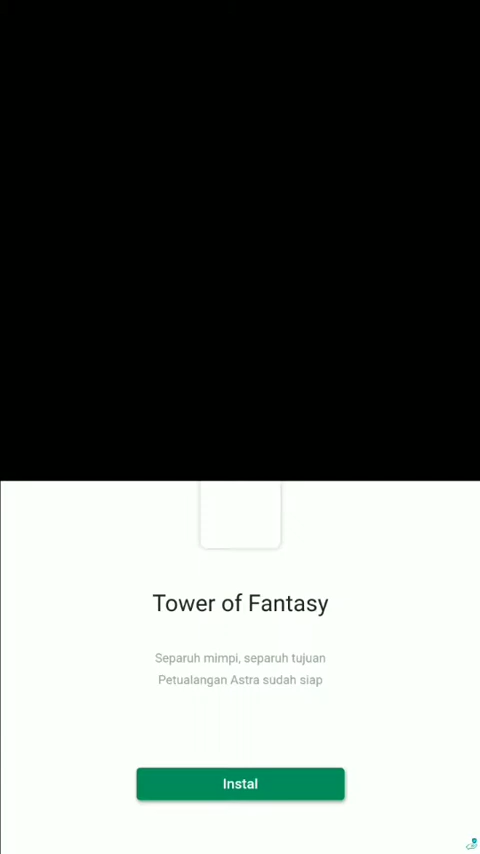 Tower of Fantasy
Separuh mimpi, separuh tujuan
Petualangan Astra sudah siap
Instal